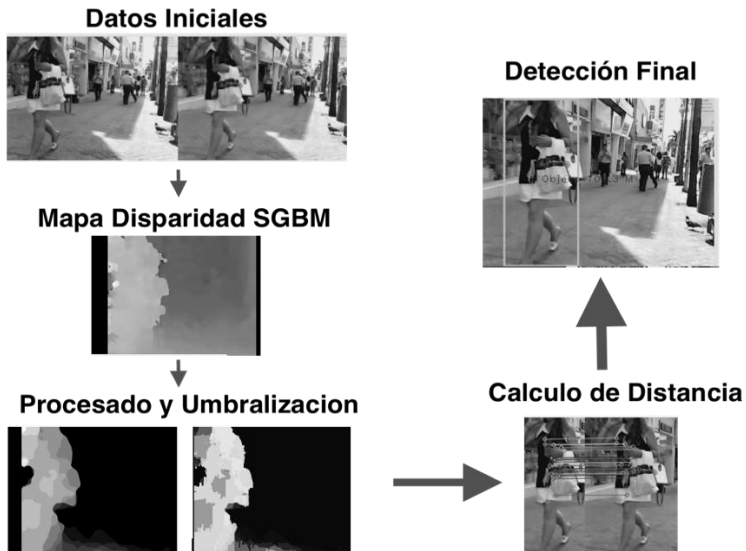 Datos Iniciales
Mapa Disparidad SGBM
Procesado y Umbralizacion
Calculo de Distancia
Detección Final